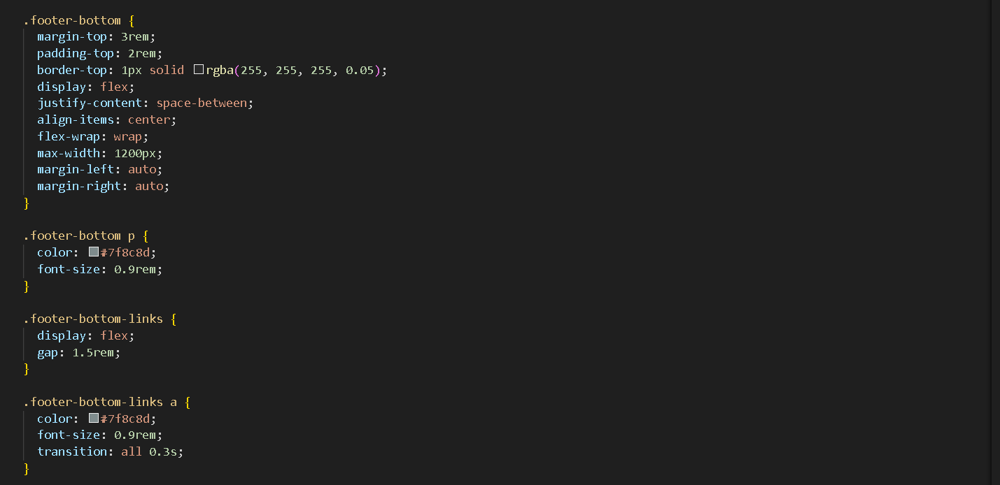 .footer-bottom {
  margin-top: 3rem;
  padding-top: 2rem;
  border-top: 1px solid rgba(255, 255, 255, 0.05);
  display: flex;
  justify-content: space-between;
  align-items: center;
  flex-wrap: wrap;
  max-width: 1200px;
  margin-left: auto;
  margin-right: auto;
}

.footer-bottom p {
  color: #7f8c8d;
  font-size: 0.9rem;
}

.footer-bottom-links {
  display: flex;
  gap: 1.5rem;
}

.footer-bottom-links a {
  color: #7f8c8d;
  font-size: 0.9rem;
  transition: all 0.3s;
}